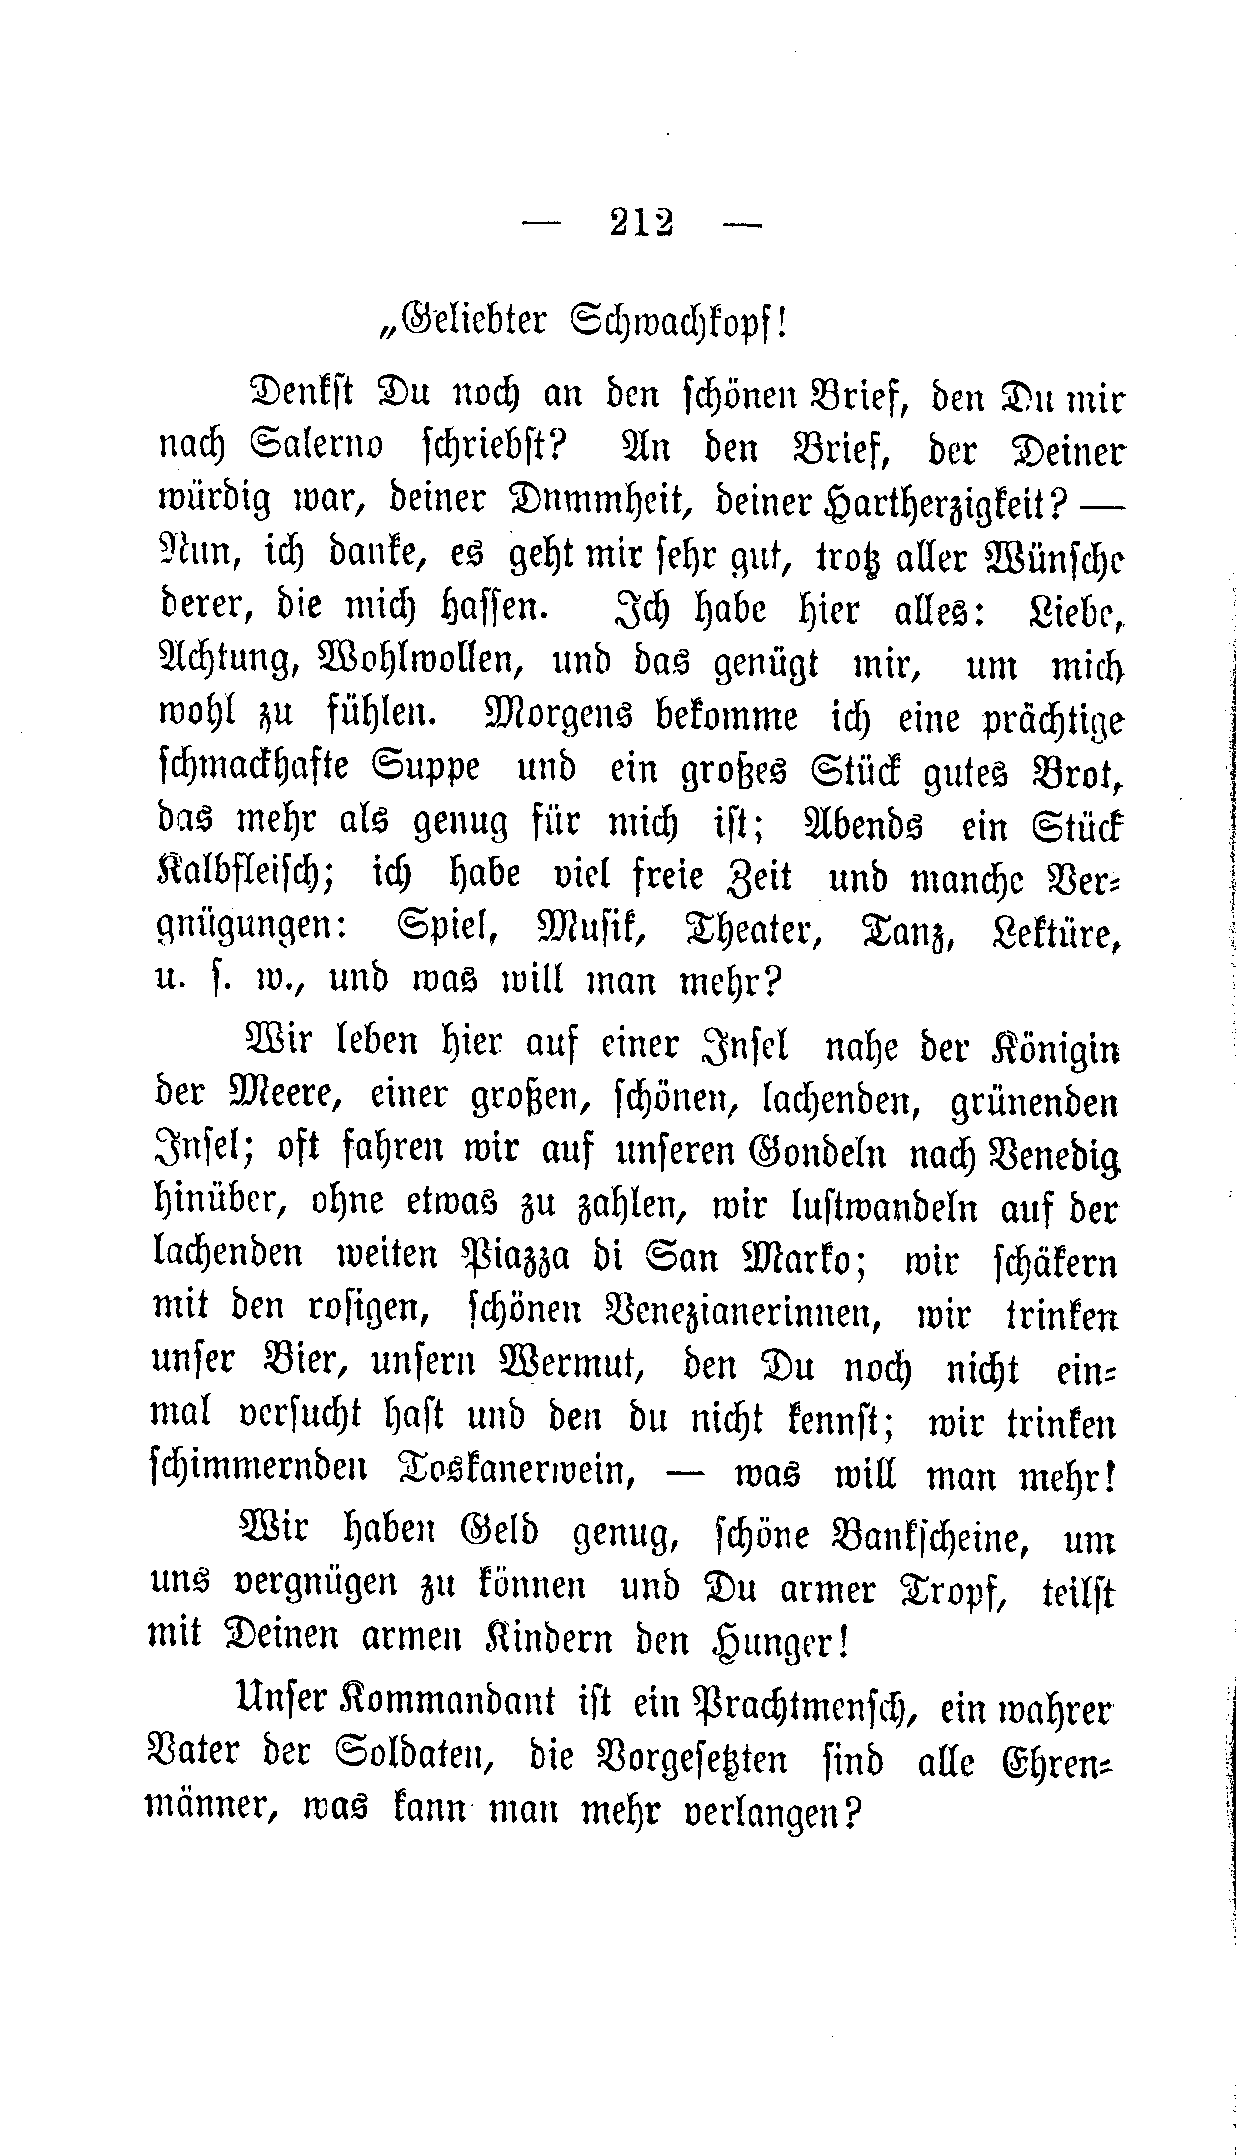 — 212 —
„Geliebter Schwachkopf!
Denkſt Du noch an den ſchönen Brief, den Du mir
nach Salerno ſchriebſt? An den Brief, der Deiner
würdig war, deiner Dummheit, deiner Hartherzigkeit? —
Nun, ich danke, es geht mir ſehr gut, trotz aller Wünſche
derer, die mich haſſen. Ich habe hier alles: Liebe,
Achtung, Wohlwollen, und das genügt mir, um mich
wohl zu fühlen. Morgens bekomme ich eine prächtige
ſchmackhafte Suppe und ein großes Stück gutes Brot,
das mehr als genug für mich iſt; Abends ein Stück
Kalbfleiſch; ich habe viel freie Zeit und manche Ver-
gnügungen: Spiel, Muſik, Theater, Tanz, Lektüre,
u. ſ. w., und was will man mehr?
Wir leben hier auf einer Inſel nahe der Königin
der Meere, einer großen, ſchönen, lachenden, grünenden
Inſel; oft fahren wir auf unſeren Gondeln nach Venedig
hinüber, ohne etwas zu zahlen, wir luſtwandeln auf der
lachenden weiten Piazza di San Marko; wir ſchäkern
mit den roſigen, ſchönen Venezianerinnen, wir trinken
unſer Bier, unſern Wermut, den Du noch nicht ein-
mal verſucht haſt und den du nicht kennſt; wir trinken
ſchimmernden Toskanerwein, — was will man mehr!
Wir haben Geld genug, ſchöne Bankſcheine, um
uns vergnügen zu können und Du armer Tropf, teilſt
mit Deinen armen Kindern den Hunger!
Unſer Kommandant iſt ein Prachtmenſch, ein wahrer
Vater der Soldaten, die Vorgeſetzten ſind alle Ehren-
männer, was kann man mehr verlangen?